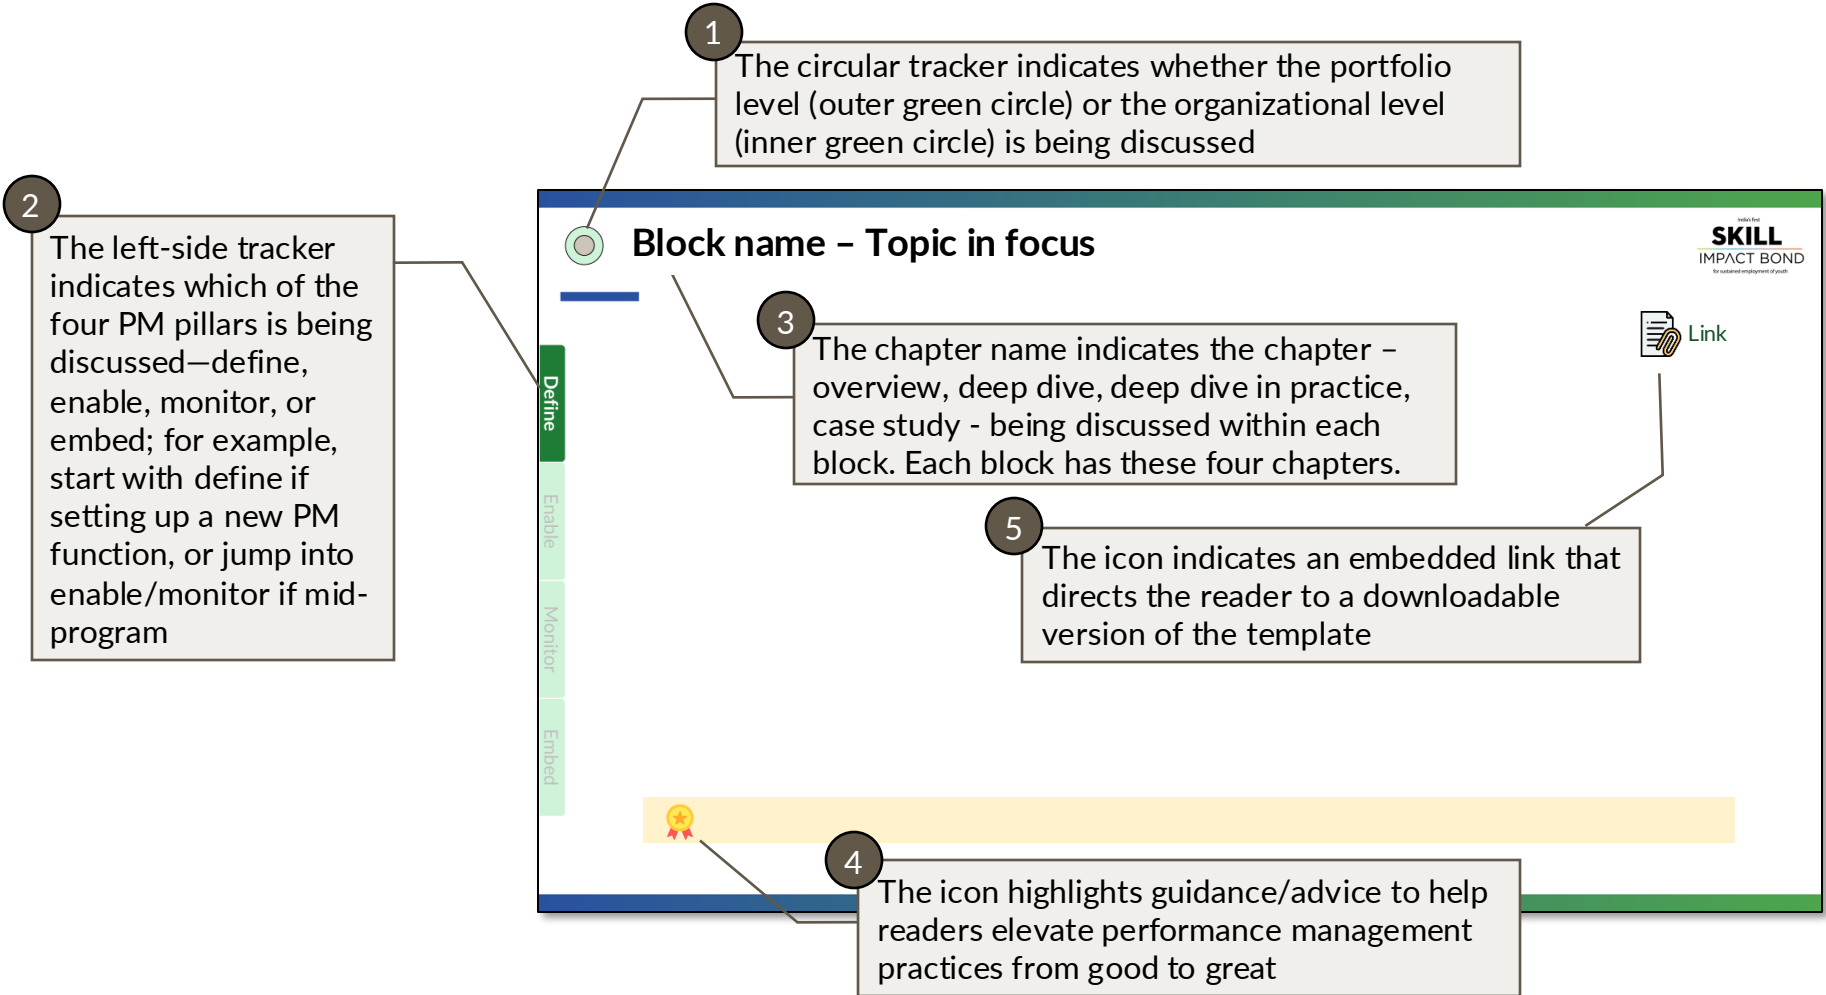 1
The circular tracker indicates whether the portfolio
level (outer green circle) or the organizational level
(inner green circle) is being discussed
2
The left-side tracker
indicates which of the
four PM pillars is being
discussed—define,
enable, monitor, or
embed; for example,
start with define if
setting up a new PM
function, or jump into
enable/monitor if mid-
program
Block name – Topic in focus
India's first
SKILL
IMPACT BOND
for sustained employment of youth
3
The chapter name indicates the chapter –
overview, deep dive, deep dive in practice,
case study - being discussed within each
block. Each block has these four chapters.
Link
Define
Enable
Monitor
Embed
5
The icon indicates an embedded link that
directs the reader to a downloadable
version of the template
4
The icon highlights guidance/advice to help
readers elevate performance management
practices from good to great